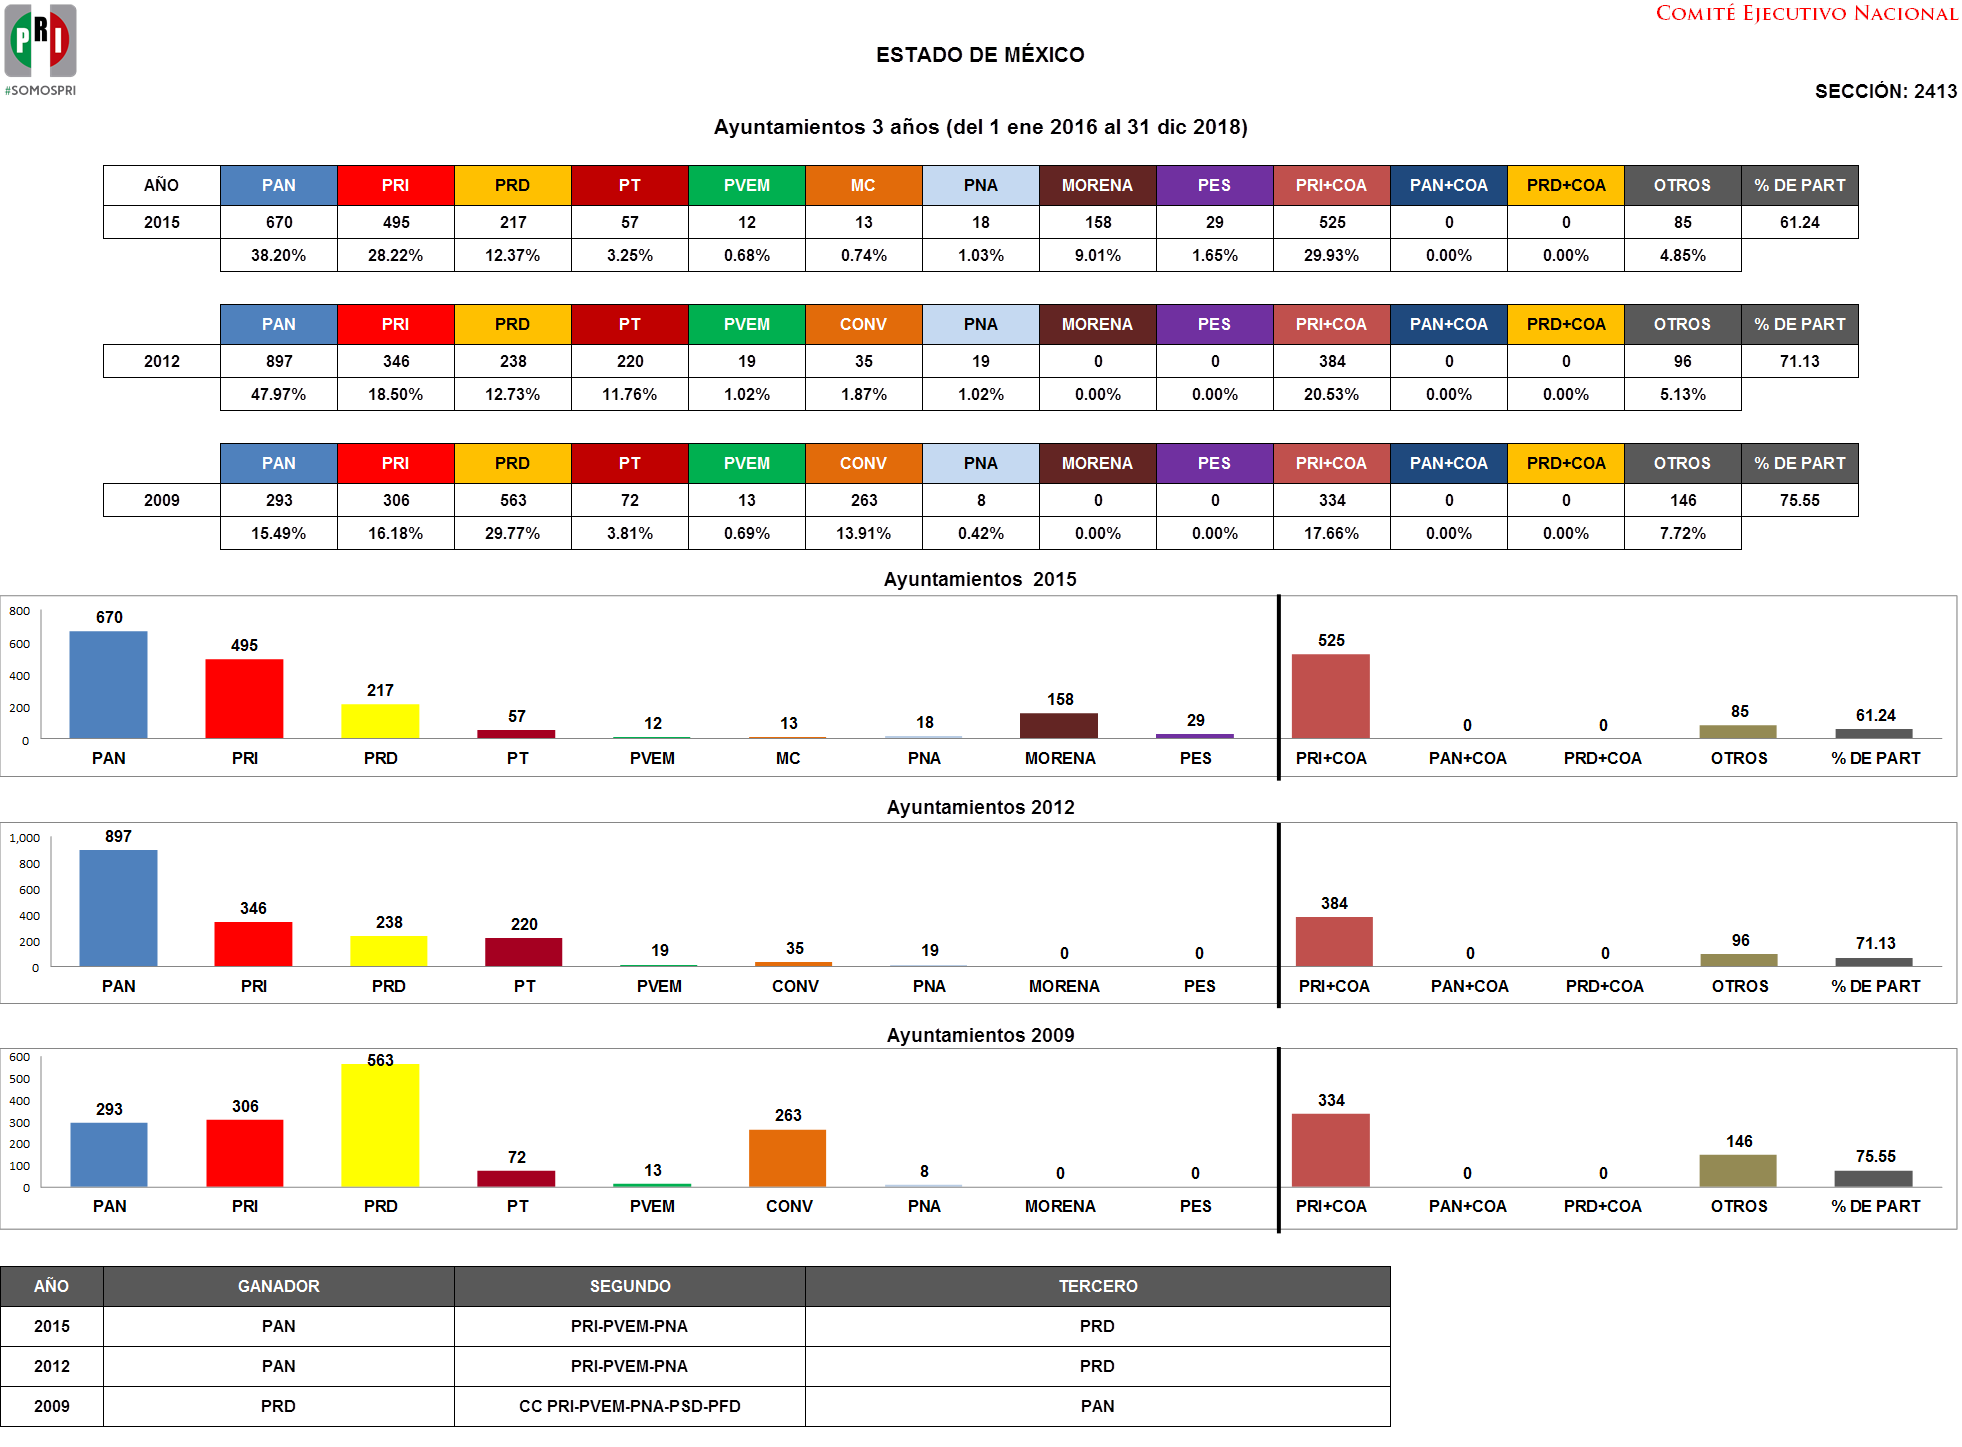 PRI
#SOMOSPRI
COMITÉ EJECUTIVO NACIONAL
ESTADO DE MÉXICO
SECCIÓN: 2413
Ayuntamientos 3 años (del 1 ene 2016 al 31 dic 2018)
AÑO PAN PRI PRD PT PVEM MC PNA MORENA PES PRI+COA PAN+COA PRD+COA OTROS % DE PART
2015 670 495 217 57 12 13 18 158 29 525 0 0 85 61.24
38.20% 28.22% 12.37% 3.25% 0.68% 0.74% 1.03% 9.01% 1.65% 29.93% 0.00% 0.00% 4.85%
PAN PRI PRD PT PVEM CONV PNA MORENA PES PRI+COA PAN+COA PRD+COA OTROS % DE PART
2012 897 346 238 220 19 35 19 0 0 384 0 0 96 71.13
47.97% 18.50% 12.73% 11.76% 1.02% 1.87% 1.02% 0.00% 0.00% 20.53% 0.00% 0.00% 5.13%
PAN PRI PRD PT PVEM CONV PNA MORENA PES PRI+COA PAN+COA PRD+COA OTROS % DE PART
2009 293 306 563 72 13 263 8 0 0 334 0 0 146 75.55
15.49% 16.18% 29.77% 3.81% 0.69% 13.91% 0.42% 0.00% 0.00% 17.66% 0.00% 0.00% 7.72%
Ayuntamientos 2015
800
600
400
200
0
670 495 217 57 12 13 18 158 29 525 0 0 85 61.24
PAN PRI PRD PT PVEM MC PNA MORENA PES PRI+COA PAN+COA PRD+COA OTROS % DE PART
Ayuntamientos 2012
1,000
800
600
400
200
0
897 346 238 220 19 35 19 0 0 384 0 0 96 71.13
PAN PRI PRD PT PVEM CONV PNA MORENA PES PRI+COA PAN+COA PRD+COA OTROS % DE PART
Ayuntamientos 2009
600
500
400
300
200
100
0
293 306 563 72 13 263 8 0 0 334 0 0 146 75.55
PAN PRI PRD PT PVEM CONV PNA MORENA PES PRI+COA PAN+COA PRD+COA OTROS % DE PART
AÑO GANADOR SEGUNDO TERCERO
2015 PAN PRI-PVEM-PNA PRD
2012 PAN PRI-PVEM-PNA PRD
2009 PRD CC PRI-PVEM-PNA-PSD-PFD PAN